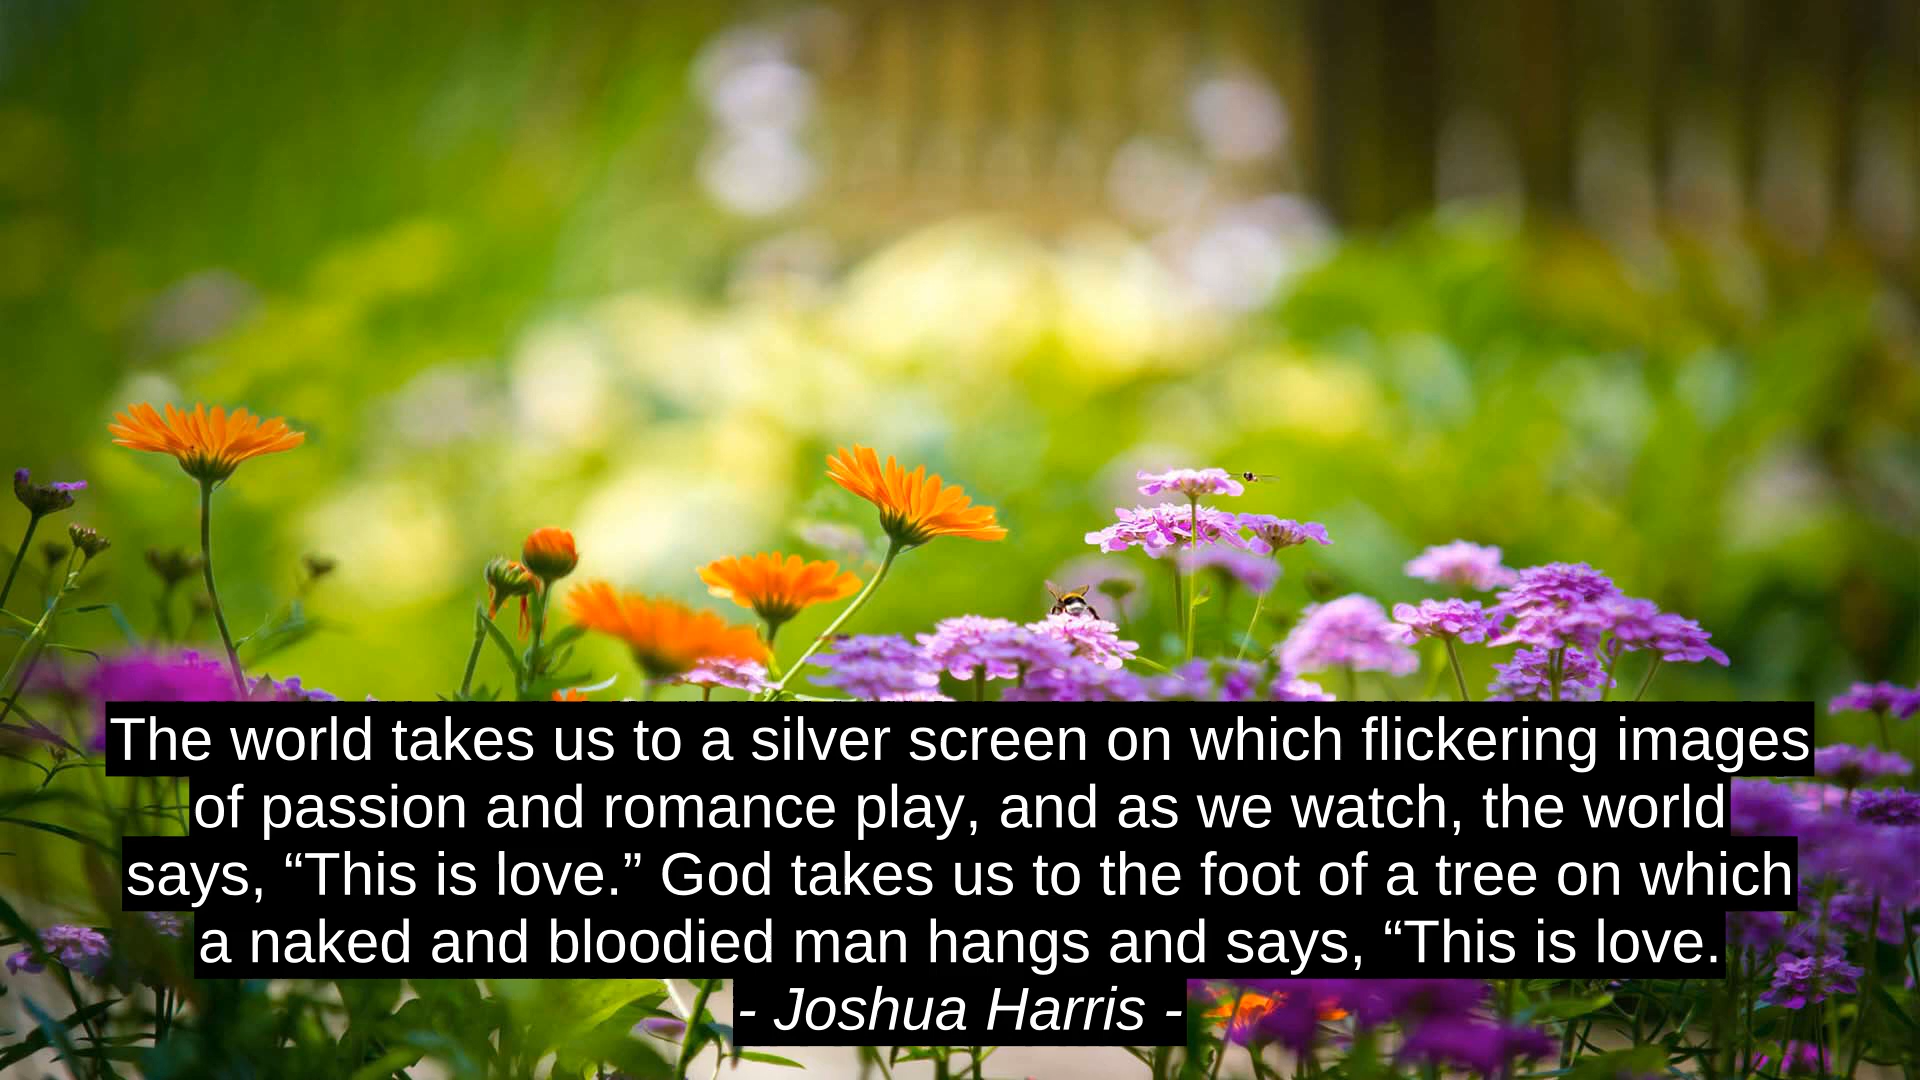 The world takes us to a silver screen on which flickering images
of passion and romance play, and as we watch, the world
says, “This is love.” God takes us to the foot of a tree on which
a naked and bloodied man hangs and says, “This is love.
- Joshua Harris -